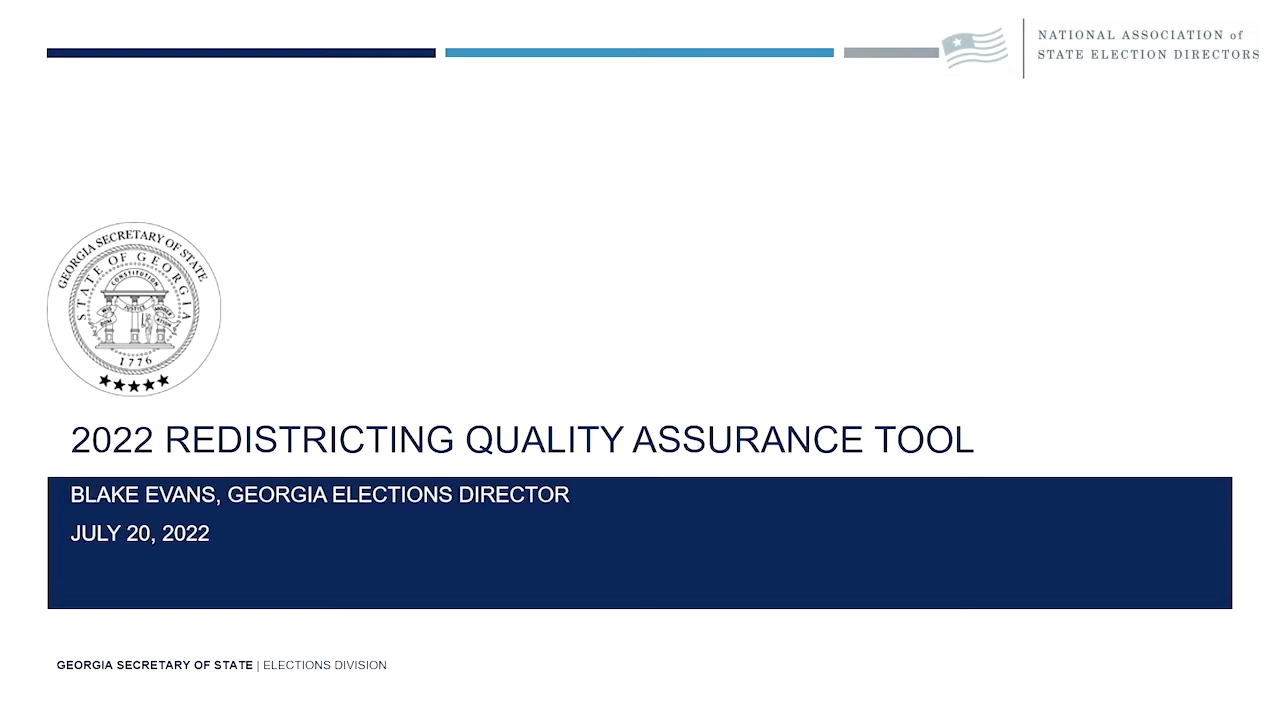 NATIONAL ASSOCIATION of
STATE ELECTION DIRECTORS
GEORGIA SECRETARY OF STATE
STATE OF GEORGIA
CONSTITUTION
JUSTICE
1776
2022 REDISTRICTING QUALITY ASSURANCE TOOL
BLAKE EVANS, GEORGIA ELECTIONS DIRECTOR
JULY 20, 2022
GEORGIA SECRETARY OF STATE | ELECTIONS DIVISION